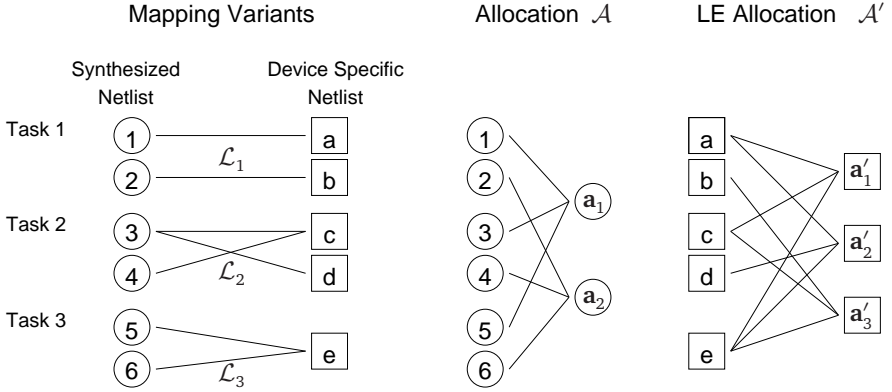 Mapping Variants
Allocation 𝒜
LE Allocation 𝒜′
Synthesized
Netlist
Device Specific
Netlist
Task 1
1
2
ℒ₁
a
b
Task 2
3
4
ℒ₂
c
d
Task 3
5
6
ℒ₃
e
1
2
3
4
5
6
a₁
a₂
a
b
c
d
e
a′₁
a′₂
a′₃